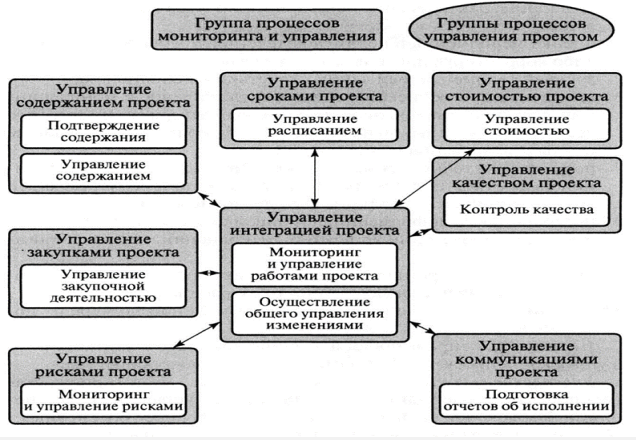 Группа процессов
мониторинга и управления
Группы процессов
управления проектом
Управление
содержанием проекта
Подтверждение
содержания
Управление
содержанием
Управление
сроками проекта
Управление
расписанием
Управление
стоимостью проекта
Управление
стоимостью
Управление
качеством проекта
Контроль качества
Управление
интеграцией проекта
Мониторинг
и управление
работами проекта
Осуществление
общего управления
изменениями
Управление
закупками проекта
Управление
закупочной
деятельностью
Управление
рисками проекта
Мониторинг
и управление рисками
Управление
коммуникациями
проекта
Подготовка
отчетов об исполнении